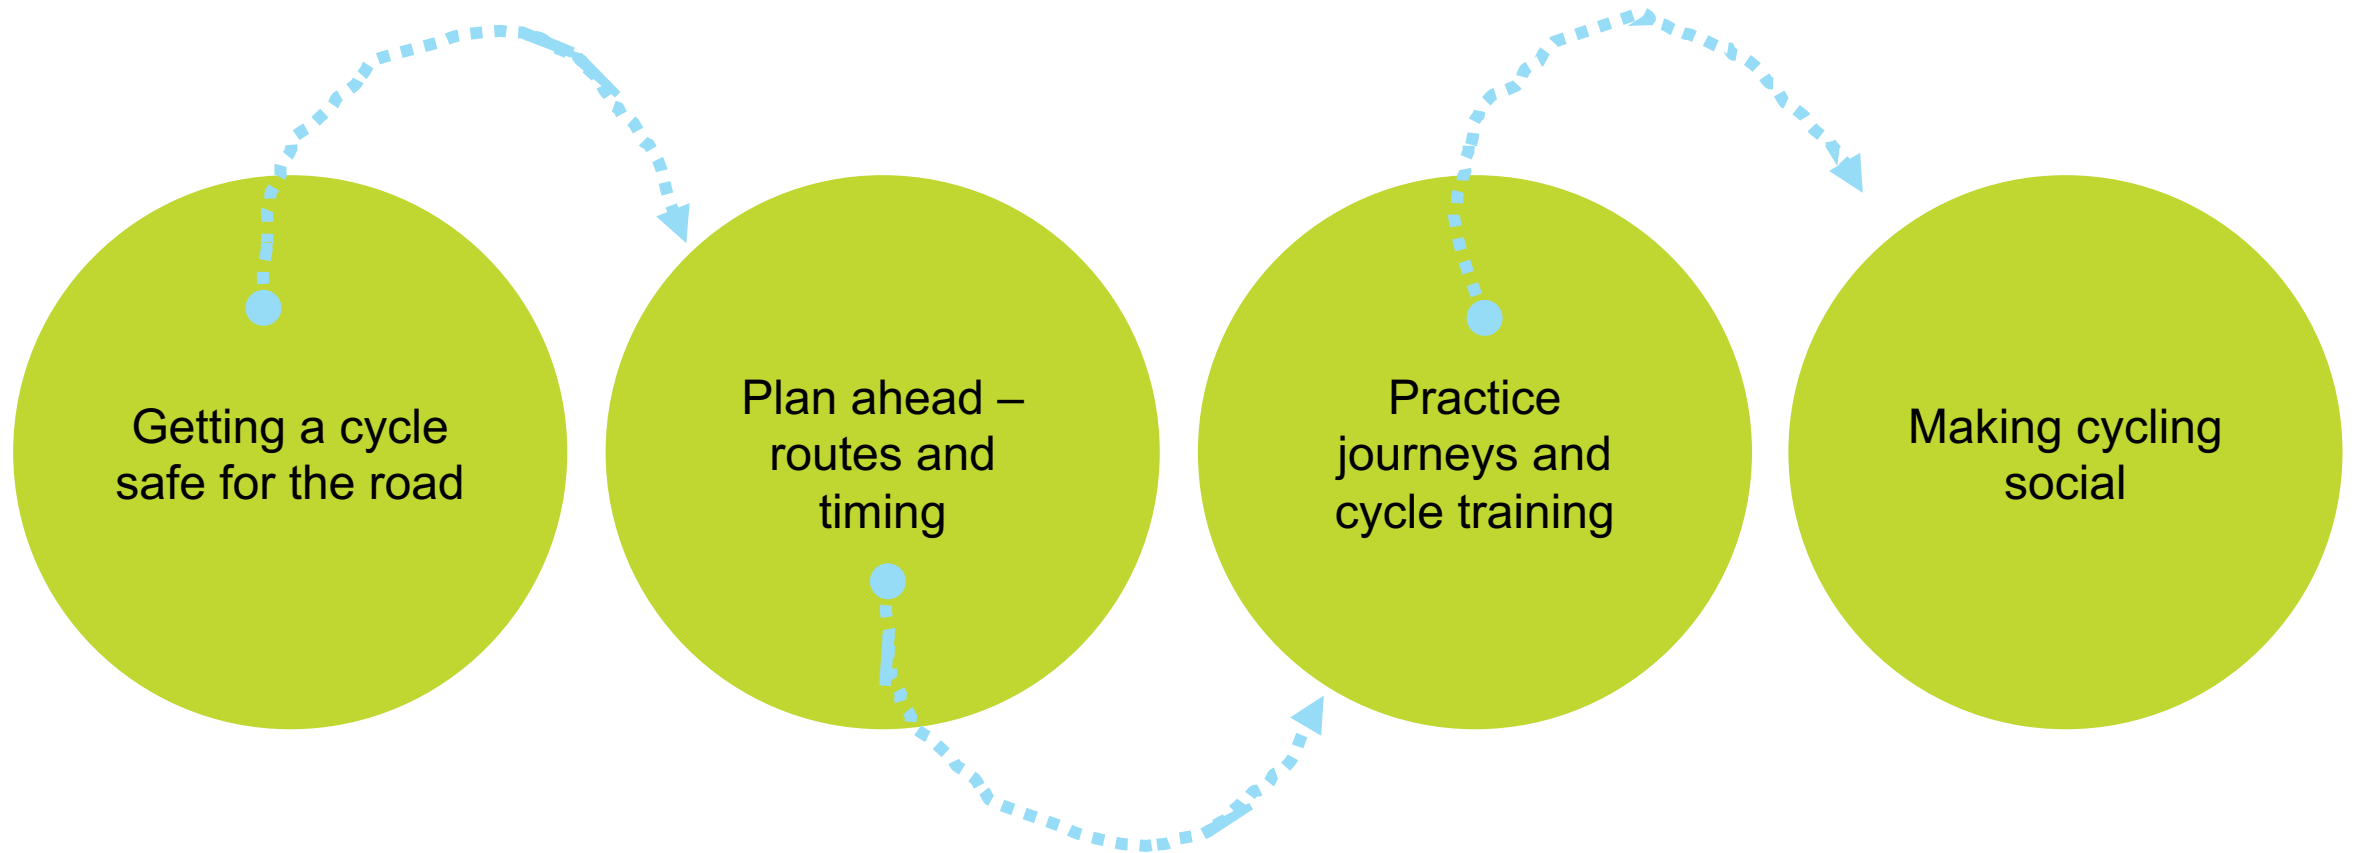 Getting a cycle
safe for the road
Plan ahead –
routes and
timing
Practice
journeys and
cycle training
Making cycling
social